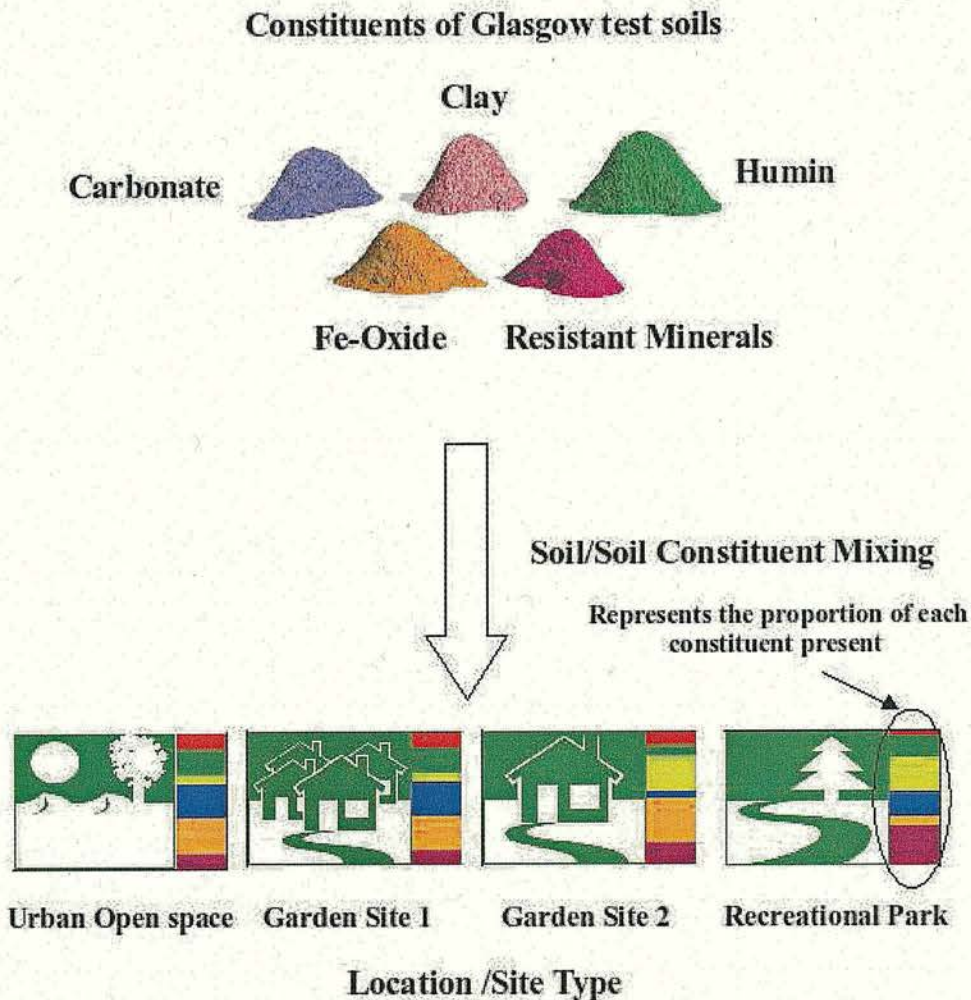 Constituents of Glasgow test soils
Clay
Carbonate
Humin
Fe-Oxide
Resistant Minerals
Soil/Soil Constituent Mixing
Represents the proportion of each
constituent present
Urban Open space
Garden Site 1
Garden Site 2
Recreational Park
Location /Site Type